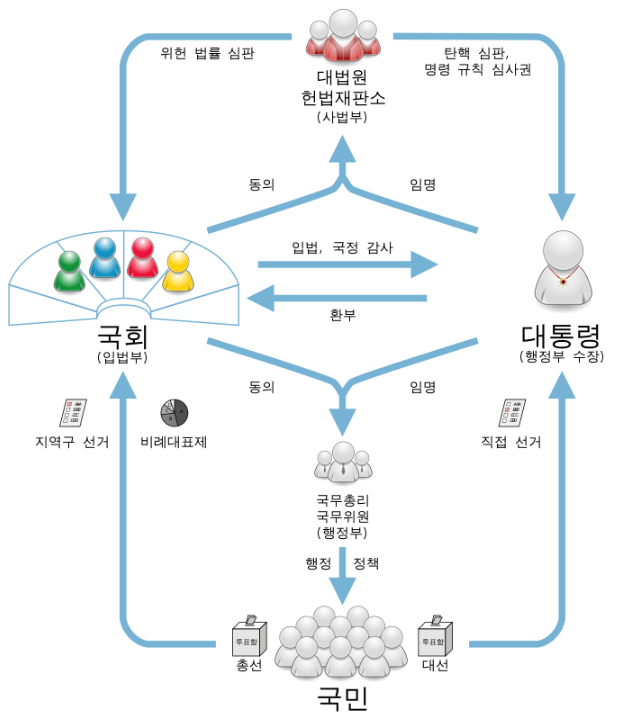 위헌 법률 심판
탄핵 심판,
명령 규칙 심사권
대법원
헌법재판소
(사법부)
동의
임명
입법, 국정 감사
환부
국회
(입법부)
대통령
(행정부 수장)
동의
임명
지역구 선거
비례대표제
직접 선거
국무총리
국무위원
(행정부)
행정
정책
투표함
총선
투표함
대선
국민